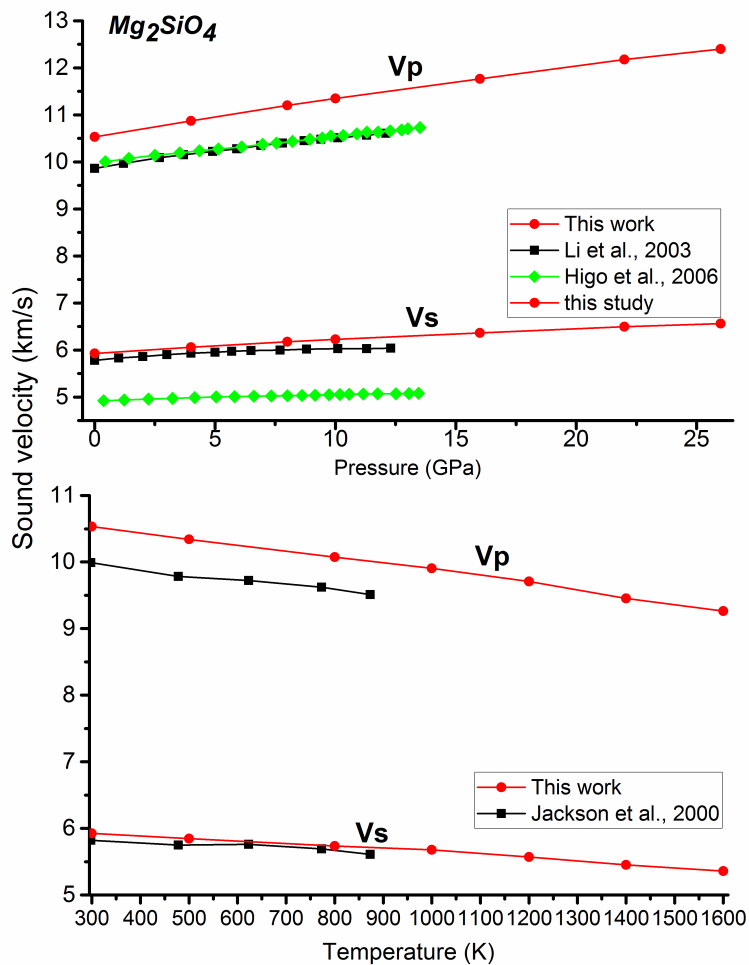 Mg2SiO4
13
12
11
10
9
8
7
6
5
Vp
Vs
This work
Li et al., 2003
Higo et al., 2006
this study
0 5 10 15 20 25
Pressure (GPa)
Sound velocity (km/s)
11
10
9
8
7
6
5
Vp
Vs
This work
Jackson et al., 2000
300 400 500 600 700 800 900 1000 1100 1200 1300 1400 1500 1600
Temperature (K)